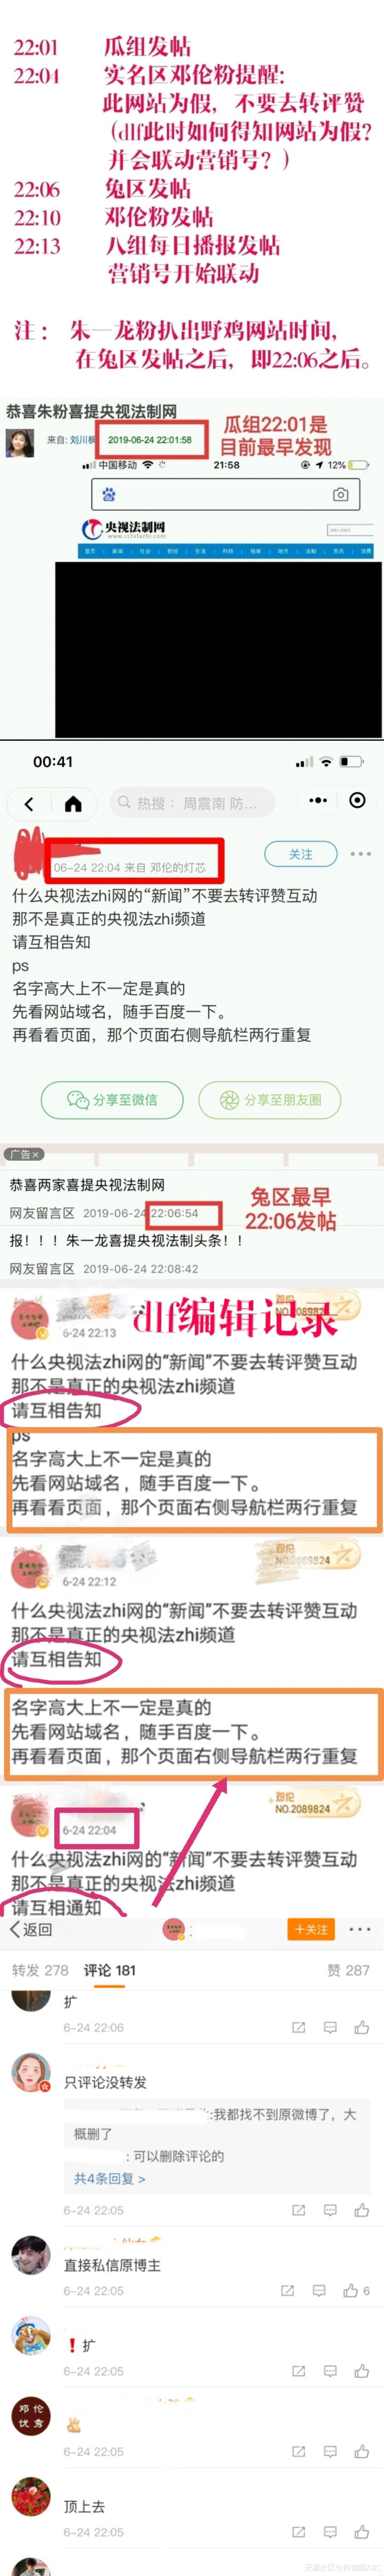 22:01 瓜组发帖
22:04 实名区邓伦粉提醒:
此网站为假，不要去转评赞
（dlf此时如何得知网站为假?
并会联动营销号? ）
22:06 兔区发帖
22:10 邓伦粉发帖
22:13 八组每日播报发帖
营销号开始联动
注： 朱一龙粉扒出野鸡网站时间,
在兔区发帖之后，即22:06之后。
恭喜朱粉喜提央视法制网
来自: 刘川枫 2019-06-24 22:01:58
瓜组22:01是
目前最早发现
中国移动 21:58 12%
央视法制网
www.cctvfazhi.com
首页 新闻 社会 财经 生活 科技 独家 地方 法制 资讯 消费
00:41
热搜： 周震南 防…
06-24 22:04 来自 邓伦的灯芯
关注
什么央视法zhi网的“新闻”不要去转评赞互动
那不是真正的央视法zhi频道
请互相告知
ps
名字高大上不一定是真的
先看网站域名，随手百度一下。
再看看页面，那个页面右侧导航栏两行重复
分享至微信 分享至朋友圈
广告×
恭喜两家喜提央视法制网
网友留言区 2019-06-24 22:06:54
兔区最早
22:06发帖
报！！！朱一龙喜提央视法制头条！！
网友留言区 2019-06-24 22:08:42
dlf编辑记录
邓伦
6-24 22:13
什么央视法zhi网的“新闻”不要去转评赞互动
那不是真正的央视法zhi频道
请互相告知
ps
名字高大上不一定是真的
先看网站域名，随手百度一下。
再看看页面，那个页面右侧导航栏两行重复
邓伦
NO.2089824
6-24 22:12
什么央视法zhi网的“新闻”不要去转评赞互动
那不是真正的央视法zhi频道
请互相告知
名字高大上不一定是真的
先看网站域名，随手百度一下。
再看看页面，那个页面右侧导航栏两行重复
邓伦
NO.2089824
6-24 22:04
什么央视法zhi网的“新闻”不要去转评赞互动
那不是真正的央视法zhi频道
请互相通知
返回
+关注
转发 278 评论 181 赞 287
扩
6-24 22:06
只评论没转发
:我都找不到原微博了，大
概删了
: 可以删除评论的
共4条回复 >
6-24 22:05
直接私信原博主
6-24 22:05 6
❗扩
6-24 22:05
邓伦
优秀
6-24 22:05
顶上去
6-24 22:05